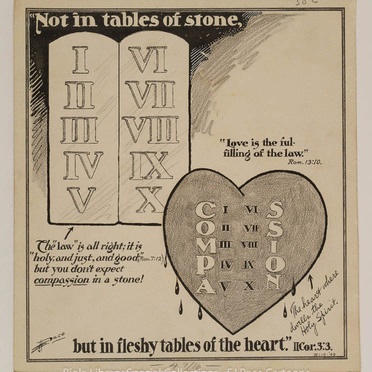 "Not in tables of stone,
I VI
II VII
III VIII
IV IX
V X
"Love is the ful-
filling of the law."
Rom. 13:10.
COMPA
I VI
II VII
III VIII
IV IX
V X
SSION
The "law" is all right; it is
"holy, and just, and good" (Rom. 7:12)
but you don't expect
compassion in a stone!
The heart where
dwells the
Holy Spirit.
but in fleshy tables of the heart." II Cor. 3:3.